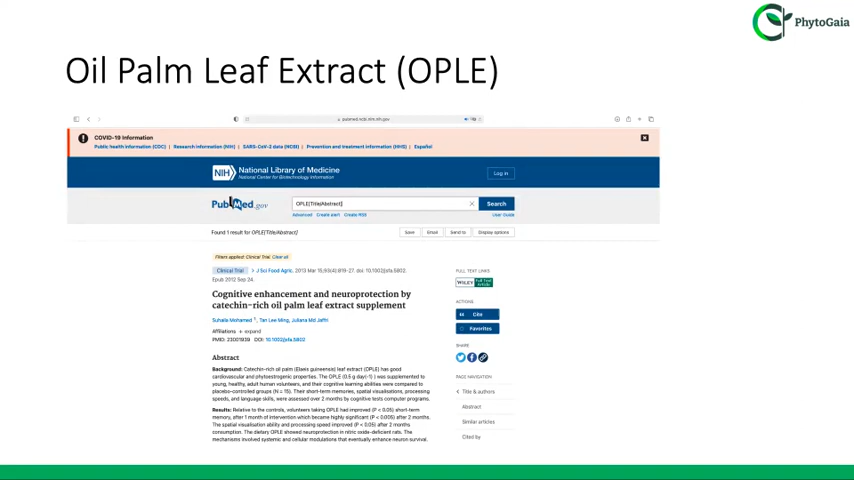 PhytoGaia
Oil Palm Leaf Extract (OPLE)
pubmed.ncbi.nlm.nih.gov
COVID-19 Information
Public health information (CDC) | Research information (NIH) | SARS-CoV-2 data (NCBI) | Prevention and treatment information (HHS) | Español
NIH National Library of Medicine
National Center for Biotechnology Information
Log in
PubMed.gov
OPLE[Title/Abstract]
Search
Advanced Create alert Create RSS
User Guide
Found 1 result for OPLE[Title/Abstract]
Save Email Send to Display options
Filters applied: Clinical Trial. Clear all
Clinical Trial > J Sci Food Agric. 2013 Mar 15;93(4):819-27. doi: 10.1002/jsfa.5802.
Epub 2012 Sep 24.
Cognitive enhancement and neuroprotection by
catechin-rich oil palm leaf extract supplement
Suhaila Mohamed 1, Tan Lee Ming, Juliana Md Jaffri
Affiliations + expand
PMID: 23001939 DOI: 10.1002/jsfa.5802
Abstract
Background: Catechin-rich oil palm (Elaeis guineensis) leaf extract (OPLE) has good
cardiovascular and phytoestrogenic properties. The OPLE (0.5 g day(-1) ) was supplemented to
young, healthy, adult human volunteers, and their cognitive learning abilities were compared to
placebo-controlled groups (N = 15). Their short-term memories, spatial visualisations, processing
speeds, and language skills, were assessed over 2 months by cognitive tests computer programs.
Results: Relative to the controls, volunteers taking OPLE had improved (P < 0.05) short-term
memory, after 1 month of intervention which became highly significant (P < 0.005) after 2 months.
The spatial visualisation ability and processing speed improved (P < 0.05) after 2 months
consumption. The dietary OPLE showed neuroprotection in nitric oxide-deficient rats. The
mechanisms involved systemic and cellular modulations that eventually enhance neuron survival.
FULL TEXT LINKS
WILEY Full Text Article
ACTIONS
Cite
Favorites
SHARE
PAGE NAVIGATION
Title & authors
Abstract
Similar articles
Cited by